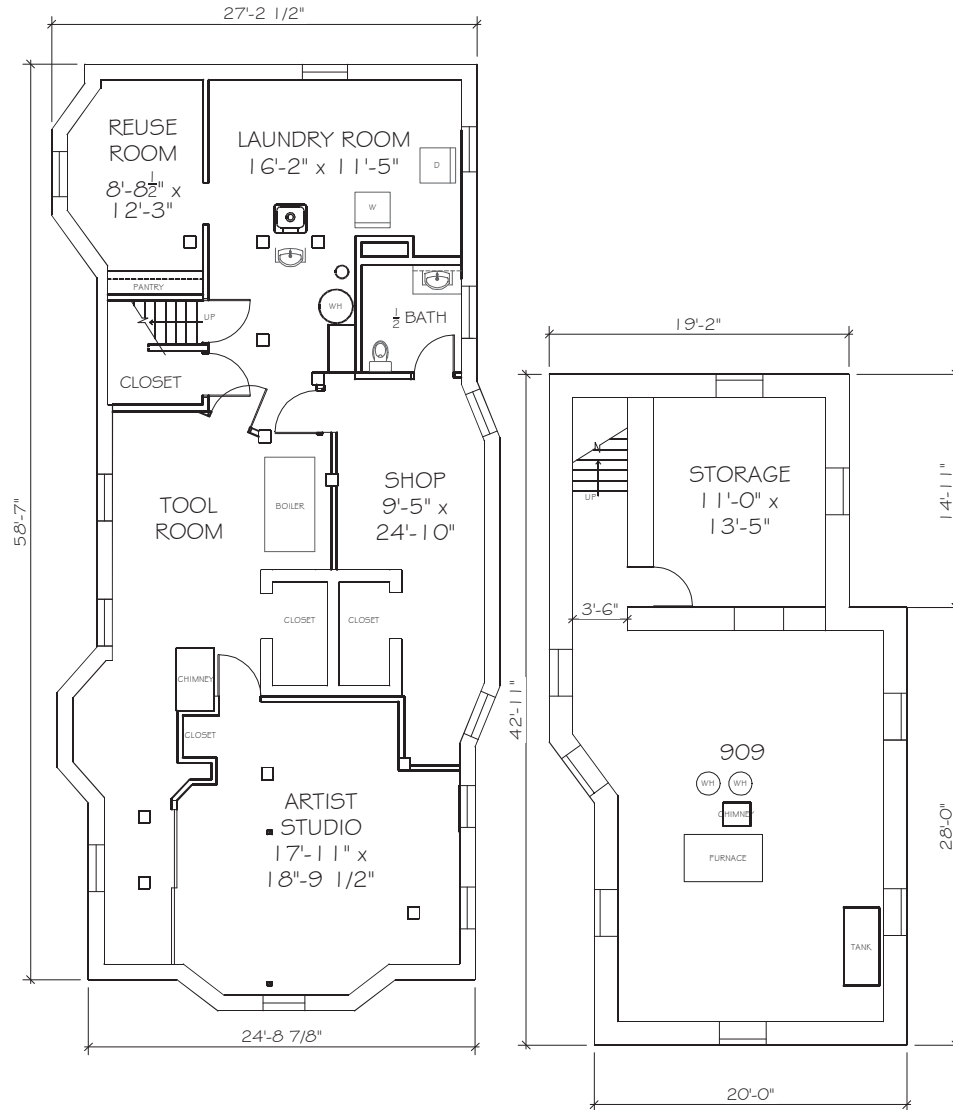 27'-2 1/2"
58'-7"
REUSE
ROOM
8'-8½" x
12'-3"
LAUNDRY ROOM
16'-2" x 11'-5"
D
W
PANTRY
UP
WH
½ BATH
CLOSET
TOOL
ROOM
BOILER
SHOP
9'-5" x
24'-10"
CLOSET
CLOSET
CHIMNEY
CLOSET
ARTIST
STUDIO
17'-11" x
18"-9 1/2"
24'-8 7/8"
19'-2"
42'-11"
14'-11"
STORAGE
11'-0" x
13'-5"
UP
3'-6"
909
WH
WH
CHIMNEY
FURNACE
28'-0"
TANK
20'-0"